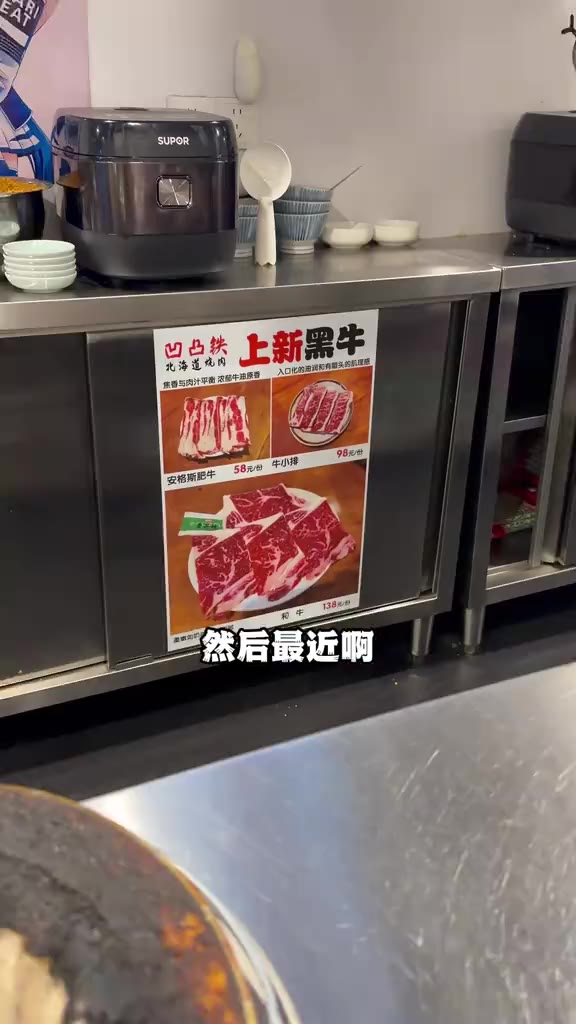 ARI
EAT
SUPOR
凹凸铁
北海道烧肉
上新黑牛
焦香与肉汁平衡 浓郁牛油原香
入口化的油润和有嚼头的肌理感
安格斯肥牛 58元/份
牛小排 98元/份
和牛 138元/份
然后最近啊